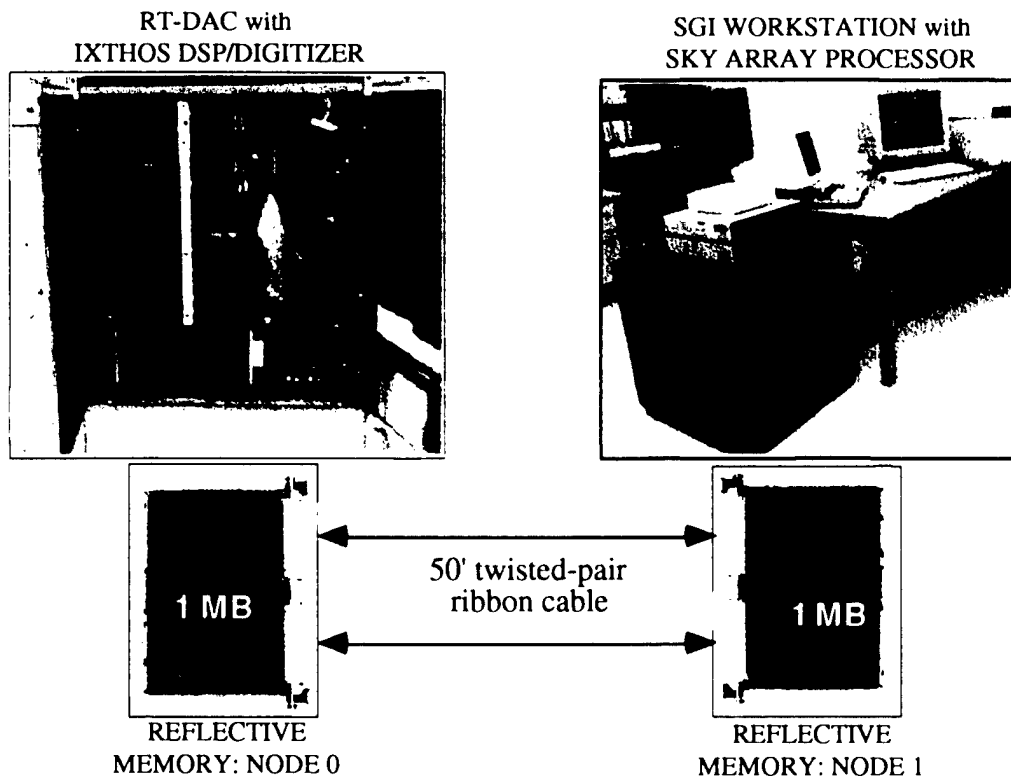 RT-DAC with
IXTHOS DSP/DIGITIZER
SGI WORKSTATION with
SKY ARRAY PROCESSOR
50' twisted-pair
ribbon cable
1 MB
1 MB
REFLECTIVE
MEMORY: NODE 0
REFLECTIVE
MEMORY: NODE 1